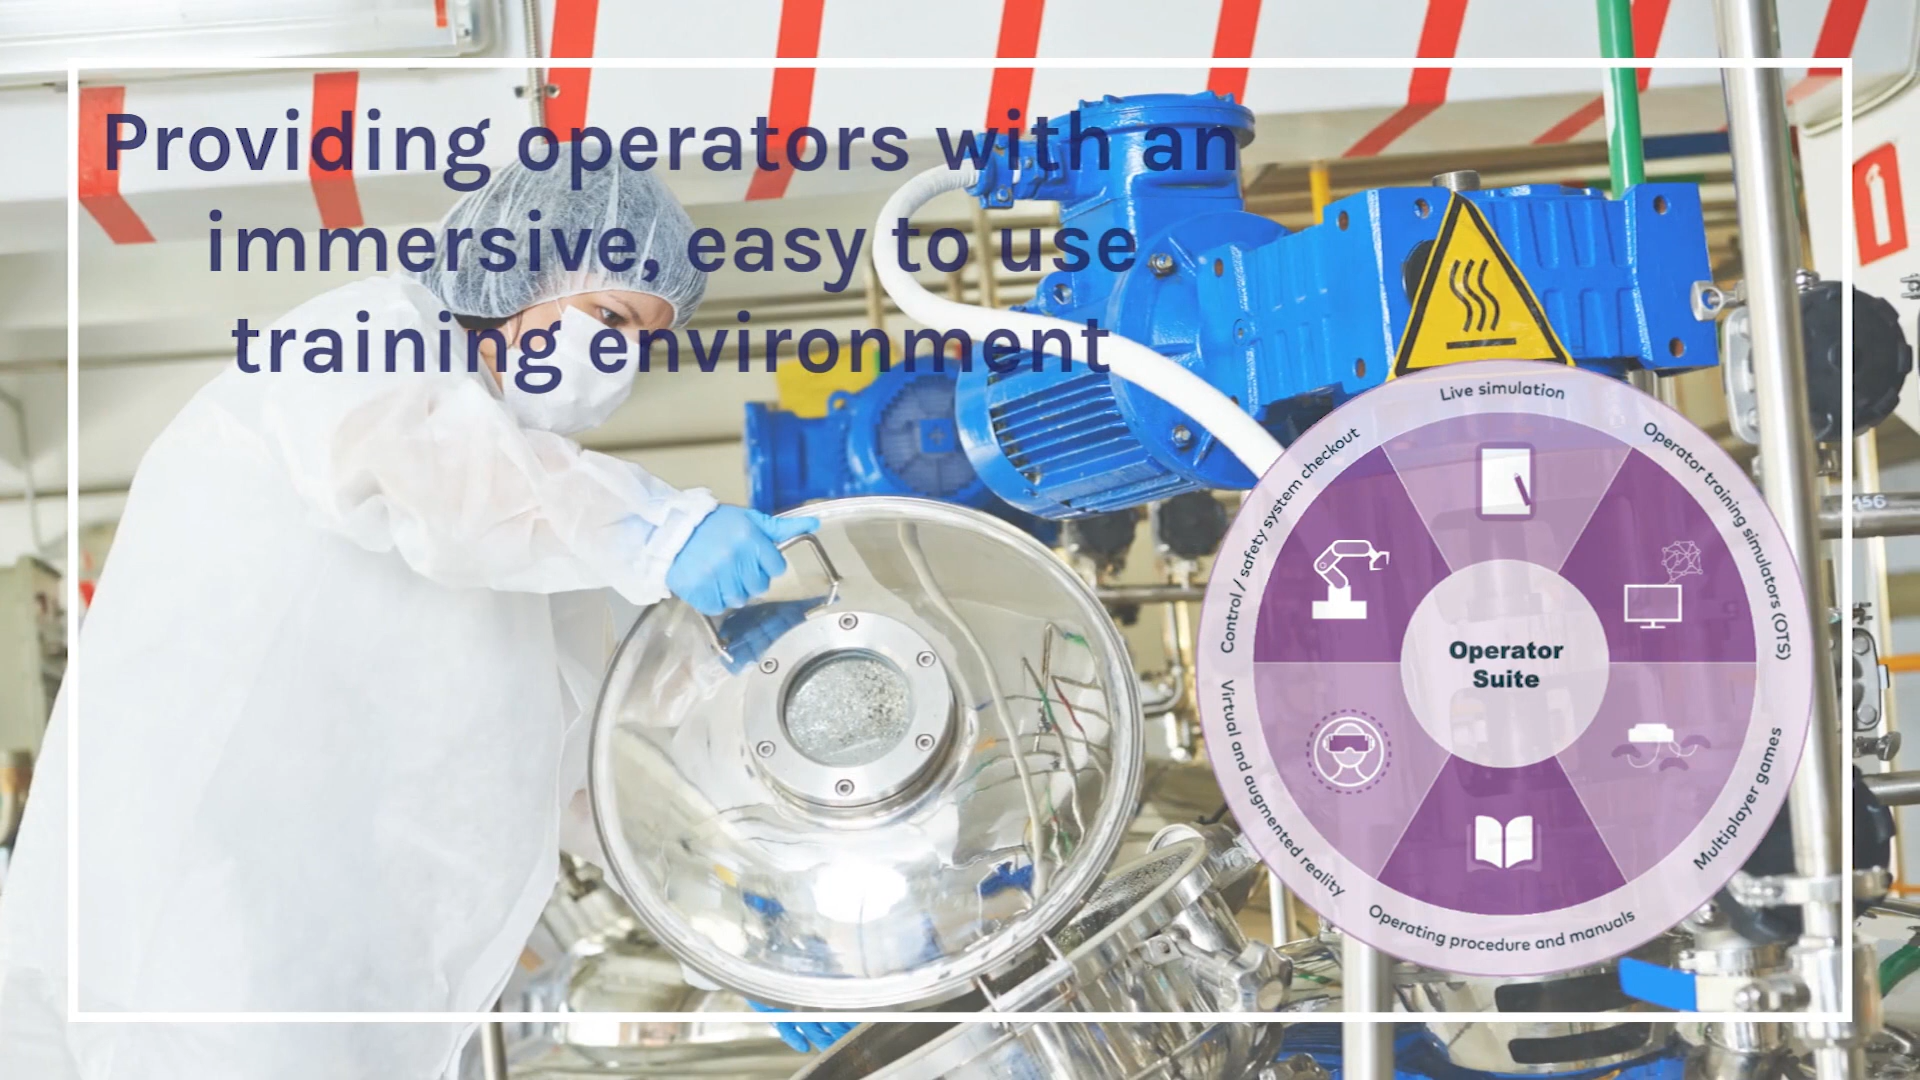 Providing operators with an
immersive, easy to use
training environment
Live simulation
Operator training simulators (OTS)
Multiplayer games
Operating procedure and manuals
Virtual and augmented reality
Control / safety system checkout
Operator
Suite